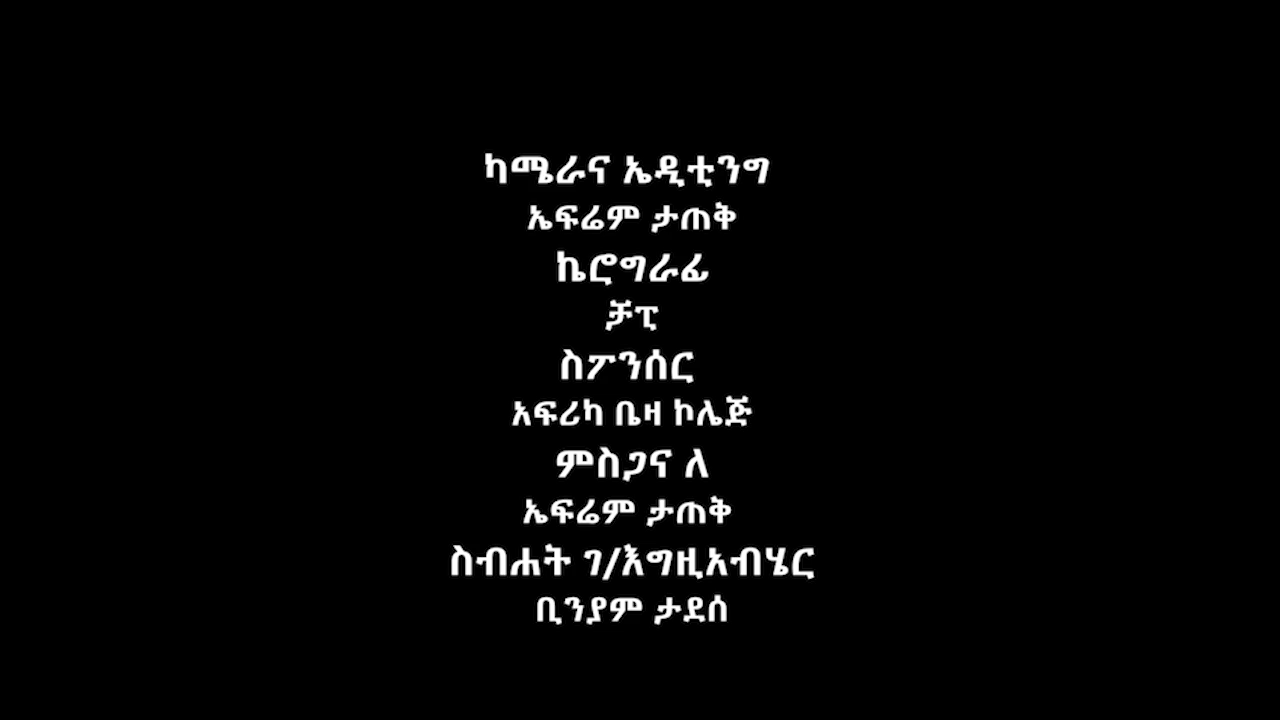 ካሜራና ኤዲቲንግ
ኤፍሬም ታጠቅ
ኬሮግራፊ
ቻፒ
ስፖንሰር
አፍሪካ ቤዛ ኮሌጅ
ምስጋና ለ
ኤፍሬም ታጠቅ
ስብሐት ገ/እግዚአብሄር
ቢንያም ታደሰ